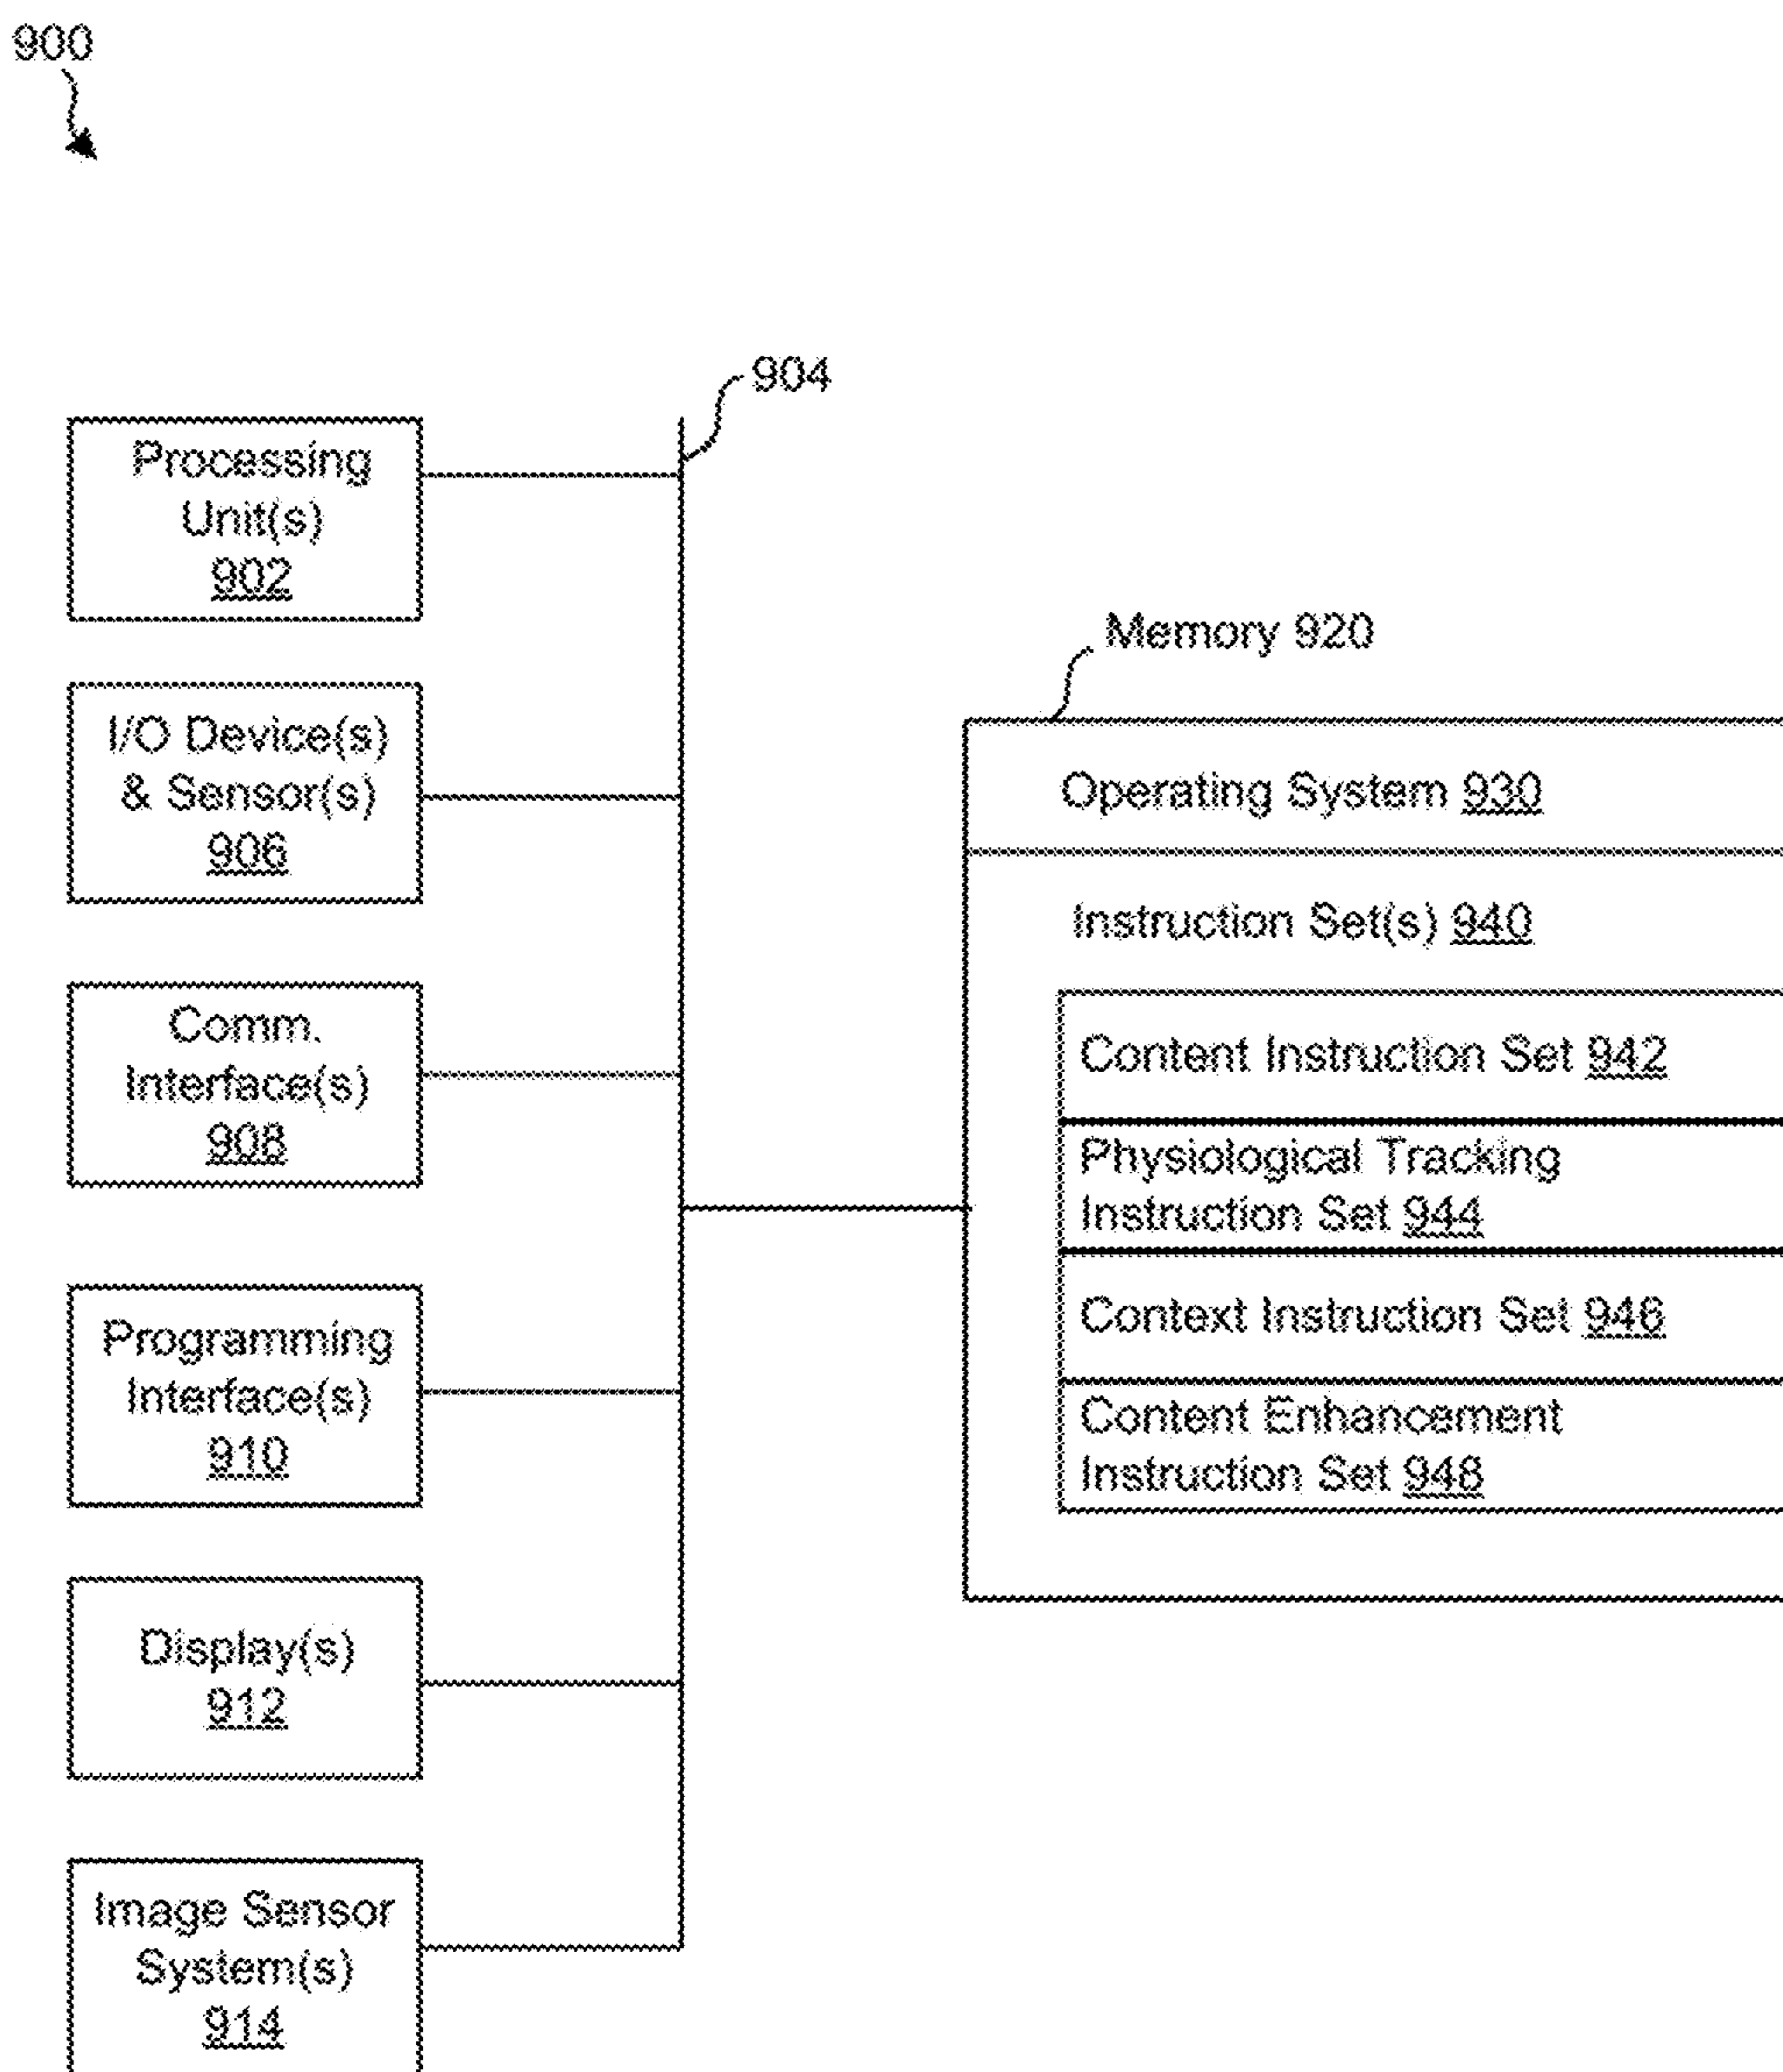 900
904
Processing
Unit(s)
902
I/O Device(s)
& Sensor(s)
906
Comm.
Interface(s)
908
Programming
Interface(s)
910
Display(s)
912
Image Sensor
System(s)
914
Memory 920
Operating System 930
Instruction Set(s) 940
Content Instruction Set 942
Physiological Tracking
Instruction Set 944
Context Instruction Set 946
Content Enhancement
Instruction Set 948